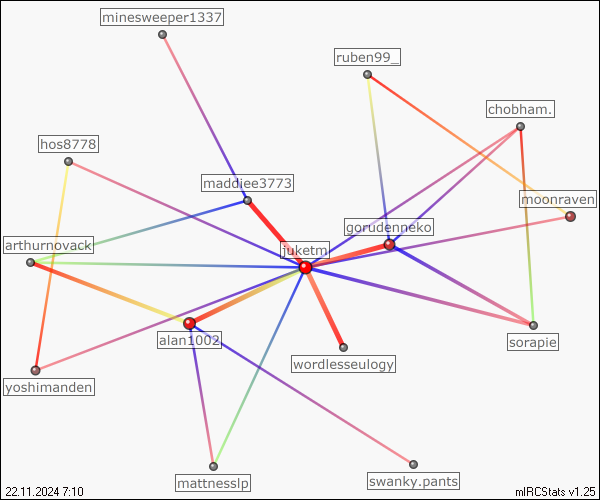 minesweeper1337
ruben99_
chobham.
hos8778
maddiee3773
moonraven
gorudenneko
arthurnovack
juketm
alan1002
sorapie
wordlesseulogy
yoshimanden
mattnesslp
swanky.pants
22.11.2024 7:10
mIRCStats v1.25